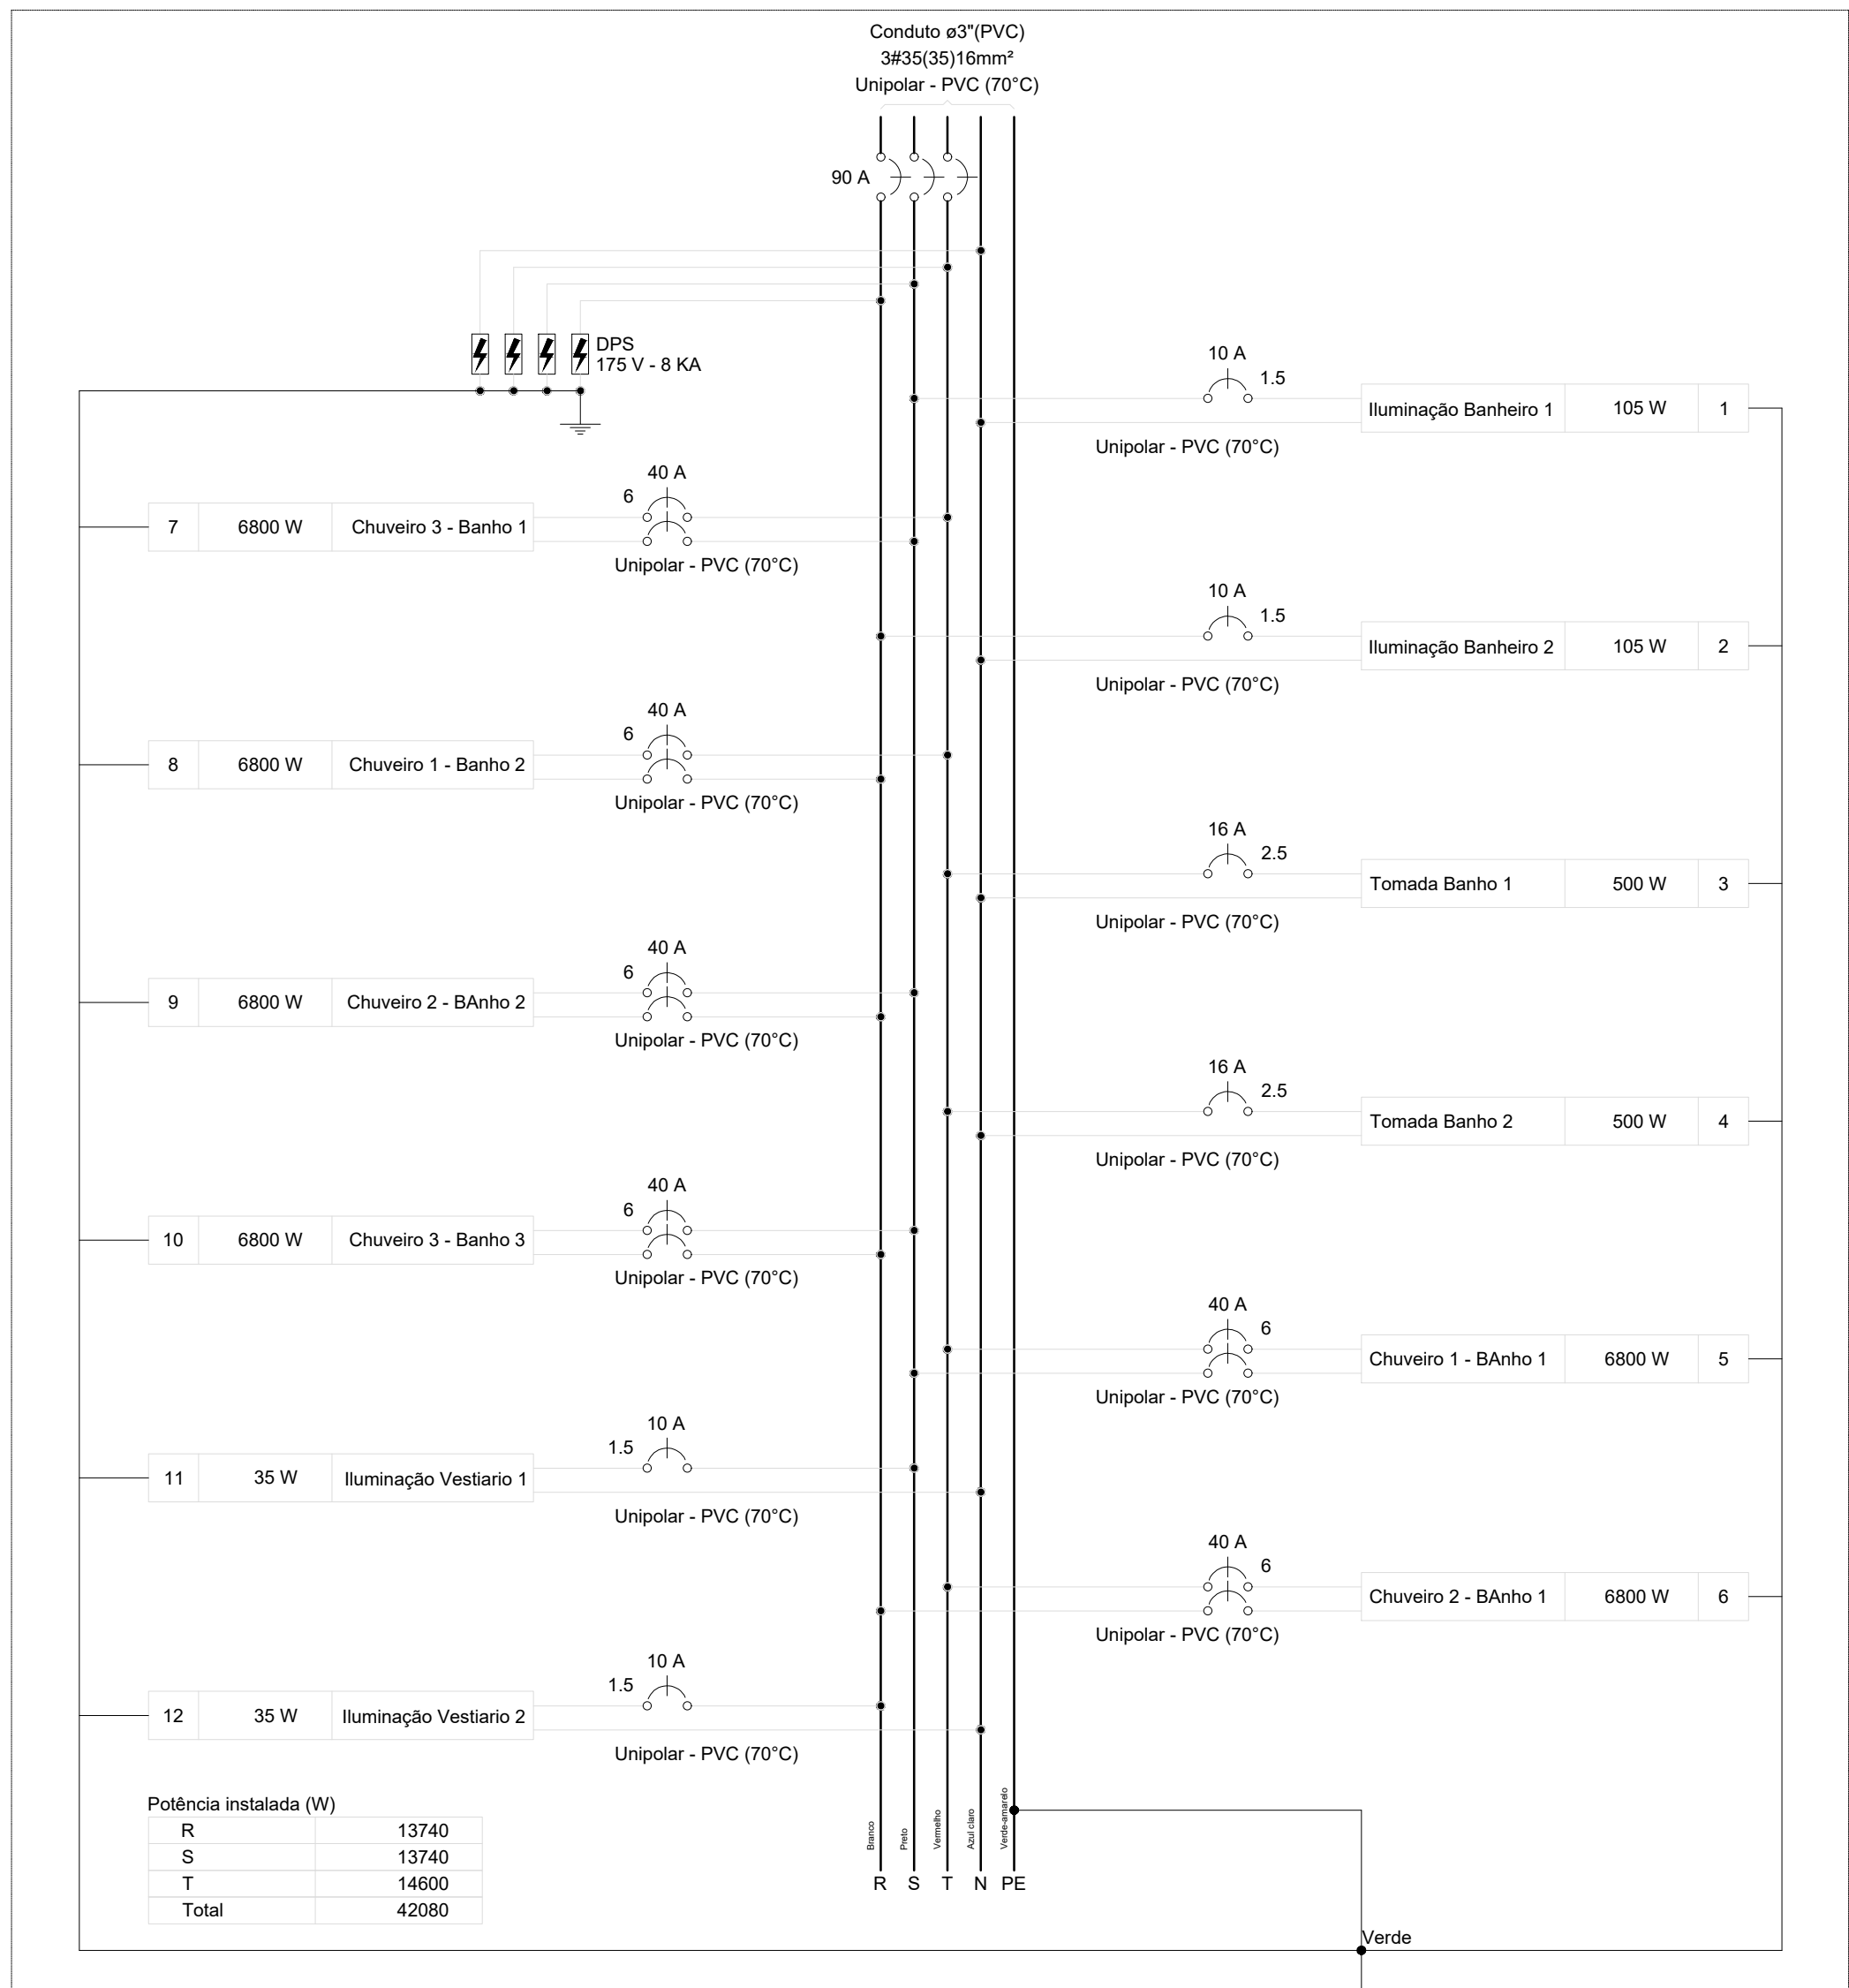 Conduto ø3"(PVC)
3#35(35)16mm²
Unipolar - PVC (70°C)
90 A
DPS
175 V - 8 KA
10 A
1.5
Iluminação Banheiro 1 105 W 1
Unipolar - PVC (70°C)
40 A
6
7 6800 W Chuveiro 3 - Banho 1
Unipolar - PVC (70°C)
10 A
1.5
Iluminação Banheiro 2 105 W 2
Unipolar - PVC (70°C)
40 A
6
8 6800 W Chuveiro 1 - Banho 2
Unipolar - PVC (70°C)
16 A
2.5
Tomada Banho 1 500 W 3
Unipolar - PVC (70°C)
40 A
6
9 6800 W Chuveiro 2 - BAnho 2
Unipolar - PVC (70°C)
16 A
2.5
Tomada Banho 2 500 W 4
Unipolar - PVC (70°C)
40 A
6
10 6800 W Chuveiro 3 - Banho 3
Unipolar - PVC (70°C)
40 A
6
Chuveiro 1 - BAnho 1 6800 W 5
Unipolar - PVC (70°C)
10 A
1.5
11 35 W Iluminação Vestiario 1
Unipolar - PVC (70°C)
40 A
6
Chuveiro 2 - BAnho 1 6800 W 6
Unipolar - PVC (70°C)
10 A
1.5
12 35 W Iluminação Vestiario 2
Unipolar - PVC (70°C)
Potência instalada (W)
R 13740
S 13740
T 14600
Total 42080
Branco
Preto
Vermelho
Azul claro
Verde-amarelo
R S T N PE
Verde